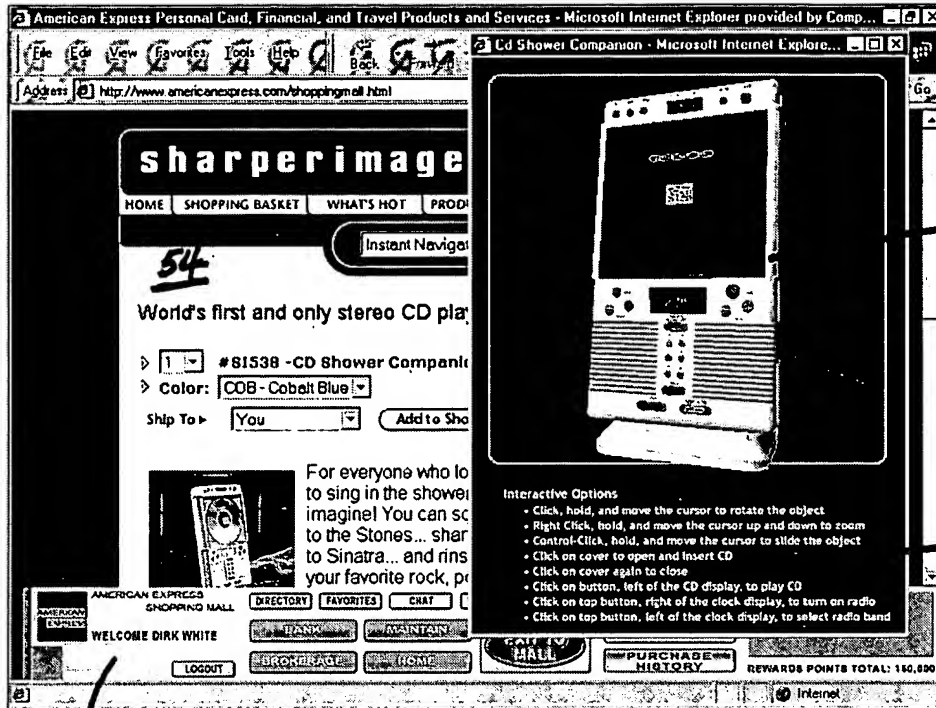 American Express Personal Card, Financial, and Travel Products and Services - Microsoft Internet Explorer provided by Comp...
File Edit View Favorites Tools Help
Back
Address http://www.americanexpress.com/shoppingmall.html
Go
sharperimage
HOME SHOPPING BASKET WHAT'S HOT PROD
Instant Navigat
54
World's first and only stereo CD pla
1 #81538 -CD Shower Compani
Color: COB - Cobalt Blue
Ship To You Add to Sho
For everyone who lo
to sing in the shower
imagine! You can sc
to the Stones... shar
to Sinatra... and rins
your favorite rock, p
Cd Shower Companion - Microsoft Internet Explore...
Interactive Options
• Click, hold, and move the cursor to rotate the object
• Right Click, hold, and move the cursor up and down to zoom
• Control-Click, hold, and move the cursor to slide the object
• Click on cover to open and Insert CD
• Click on cover again to close
• Click on button, left of the CD display, to play CD
• Click on top button, right of the clock display, to turn on radio
• Click on top button, left of the clock display, to select radio band
AMERICAN EXPRESS
AMERICAN EXPRESS
SHOPPING MALL
DIRECTORY FAVORITES CHAT
WELCOME DIRK WHITE
BANK MAINTAIN
LOGOUT BROKERAGE HOME
MALL
PURCHASE HISTORY
REWARDS POINTS TOTAL: 150,000
Internet